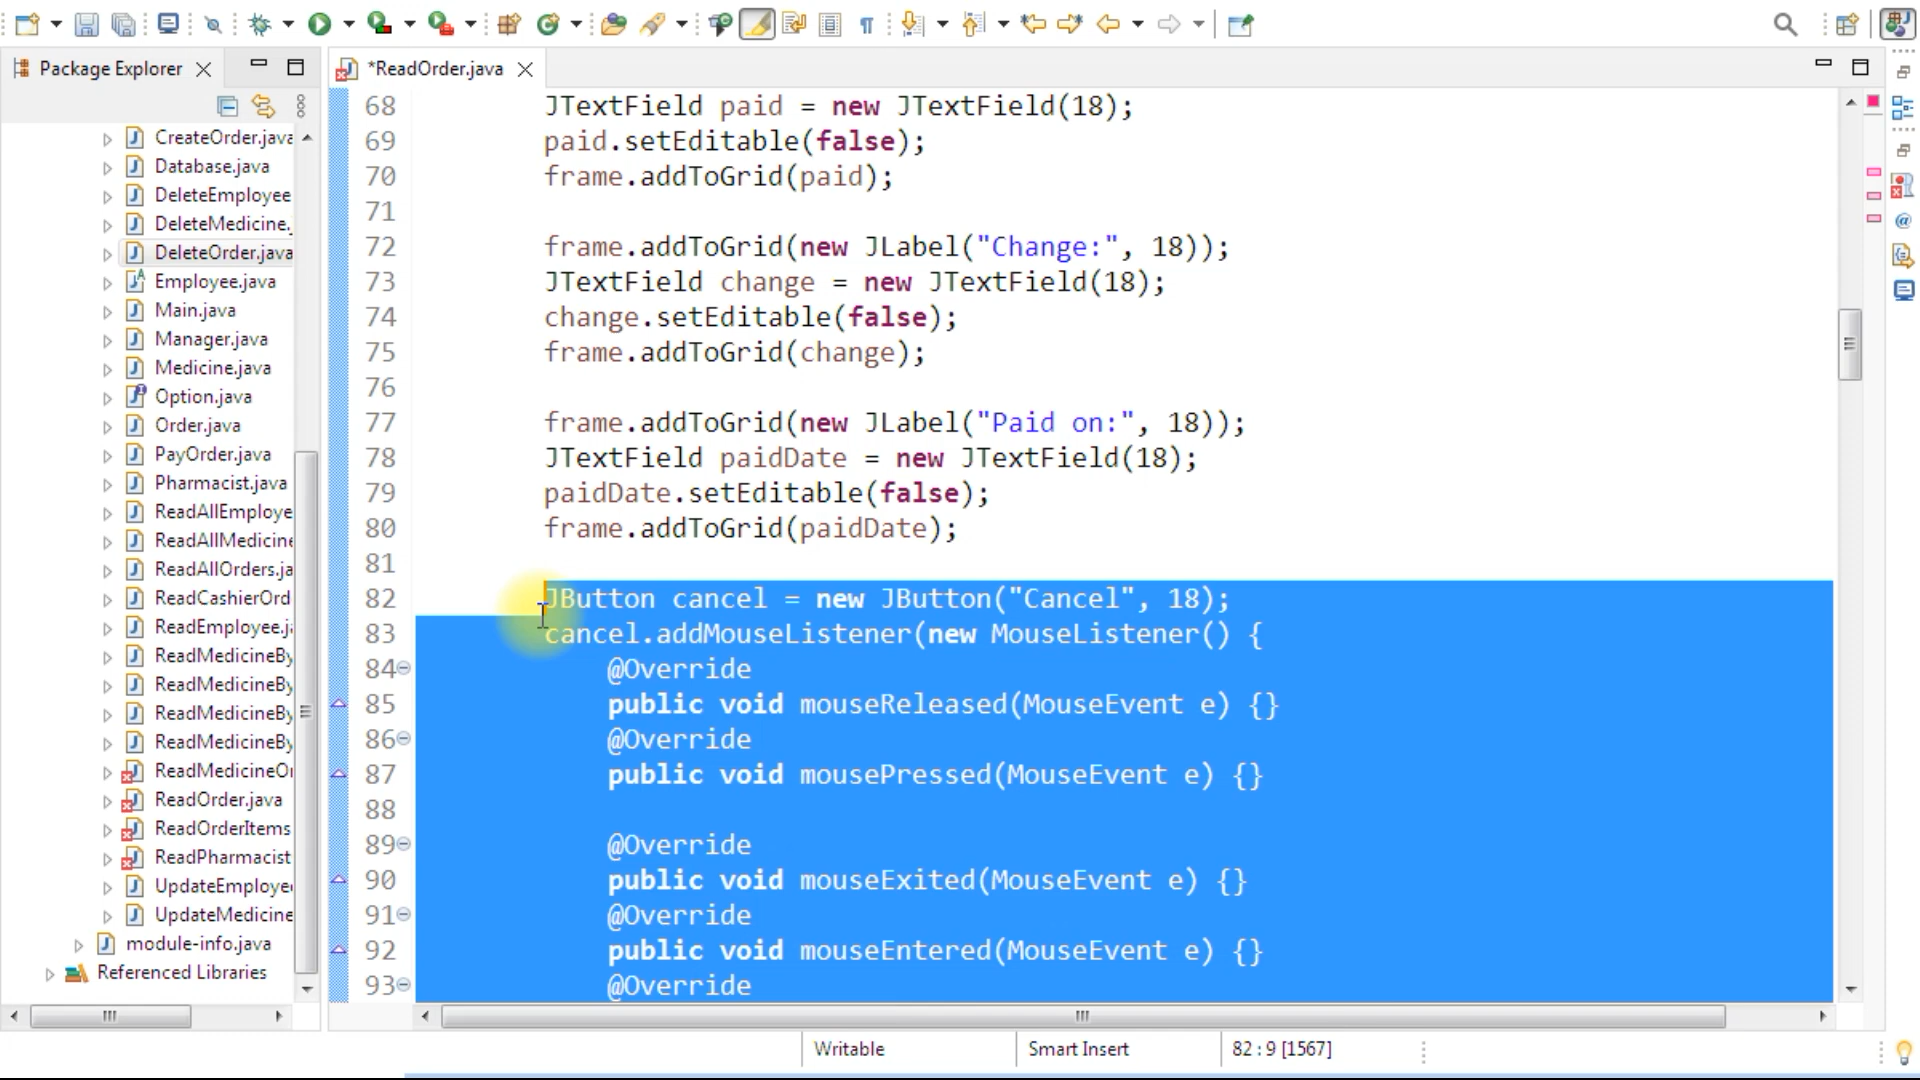 Package Explorer
*ReadOrder.java
CreateOrder.java
Database.java
DeleteEmployee
DeleteMedicine.
DeleteOrder.java
Employee.java
Main.java
Manager.java
Medicine.java
Option.java
Order.java
PayOrder.java
Pharmacist.java
ReadAllEmploye
ReadAllMedicine
ReadAllOrders.ja
ReadCashierOrd
ReadEmployee.j
ReadMedicineBy
ReadMedicineBy
ReadMedicineBy
ReadMedicineBy
ReadMedicineO
ReadOrder.java
ReadOrderItems
ReadPharmacist
UpdateEmploye
UpdateMedicine
module-info.java
Referenced Libraries
68 JTextField paid = new JTextField(18);
69 paid.setEditable(false);
70 frame.addToGrid(paid);
71
72 frame.addToGrid(new JLabel("Change:", 18));
73 JTextField change = new JTextField(18);
74 change.setEditable(false);
75 frame.addToGrid(change);
76
77 frame.addToGrid(new JLabel("Paid on:", 18));
78 JTextField paidDate = new JTextField(18);
79 paidDate.setEditable(false);
80 frame.addToGrid(paidDate);
81
82 JButton cancel = new JButton("Cancel", 18);
83 cancel.addMouseListener(new MouseListener() {
84 @Override
85 public void mouseReleased(MouseEvent e) {}
86 @Override
87 public void mousePressed(MouseEvent e) {}
88
89 @Override
90 public void mouseExited(MouseEvent e) {}
91 @Override
92 public void mouseEntered(MouseEvent e) {}
93 @Override
Writable
Smart Insert
82 : 9 [1567]